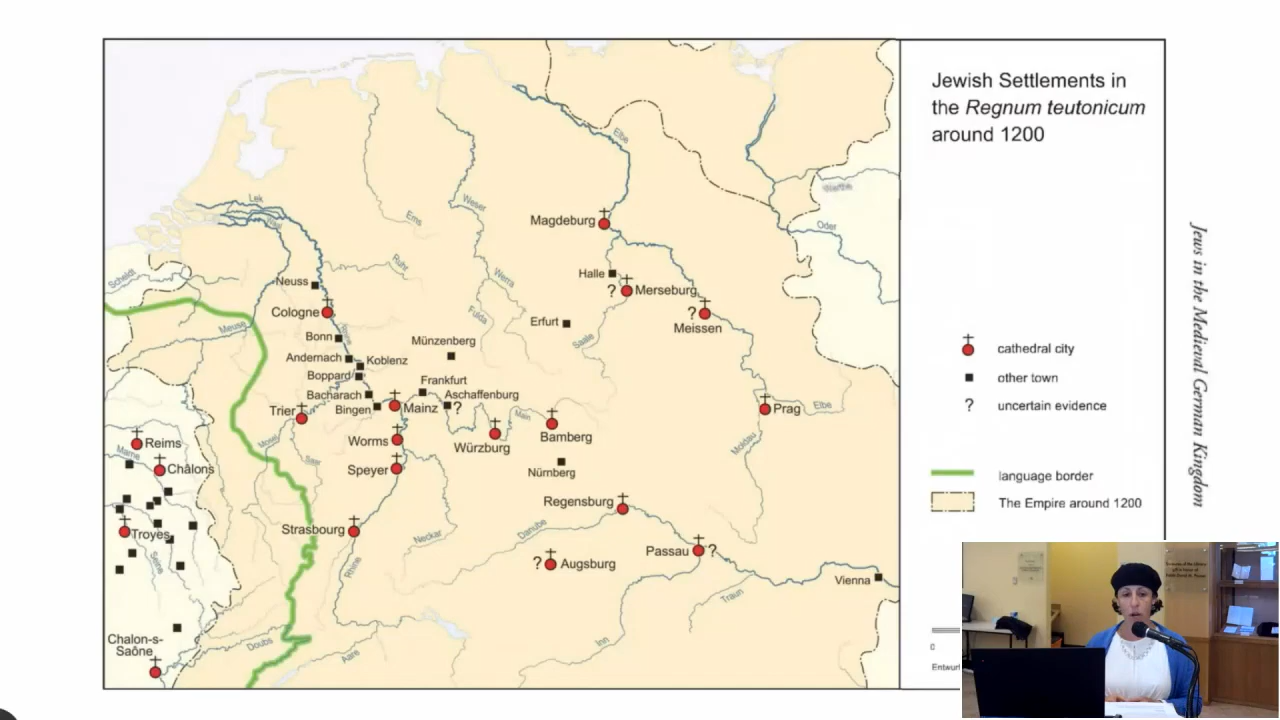 Jewish Settlements in
the Regnum teutonicum
around 1200
cathedral city
other town
? uncertain evidence
language border
The Empire around 1200
0
Entwurf
Jews in the Medieval German Kingdom
Elbe
Warthe
Lek
Waal
Weser
Ems
Magdeburg
Oder
Scheldt
Ruhr
Halle
Neuss
Werra
? Merseburg
Cologne
Fulda
Erfurt
?
Meissen
Meuse
Bonn
Münzenberg
Saale
Andernach
Koblenz
Boppard
Frankfurt
Bacharach
Aschaffenburg
Bingen
Mainz
?
Trier
Main
Prag
Elbe
Reims
Mosel
Worms
Würzburg
Bamberg
Moldau
Marne
Saar
Châlons
Speyer
Nürnberg
Regensburg
Troyes
Strasbourg
Neckar
Danube
Seine
Rhine
? Augsburg
Passau ?
Vienna
Traun
Chalon-s-
Saône
Doubs
Aare
Inn